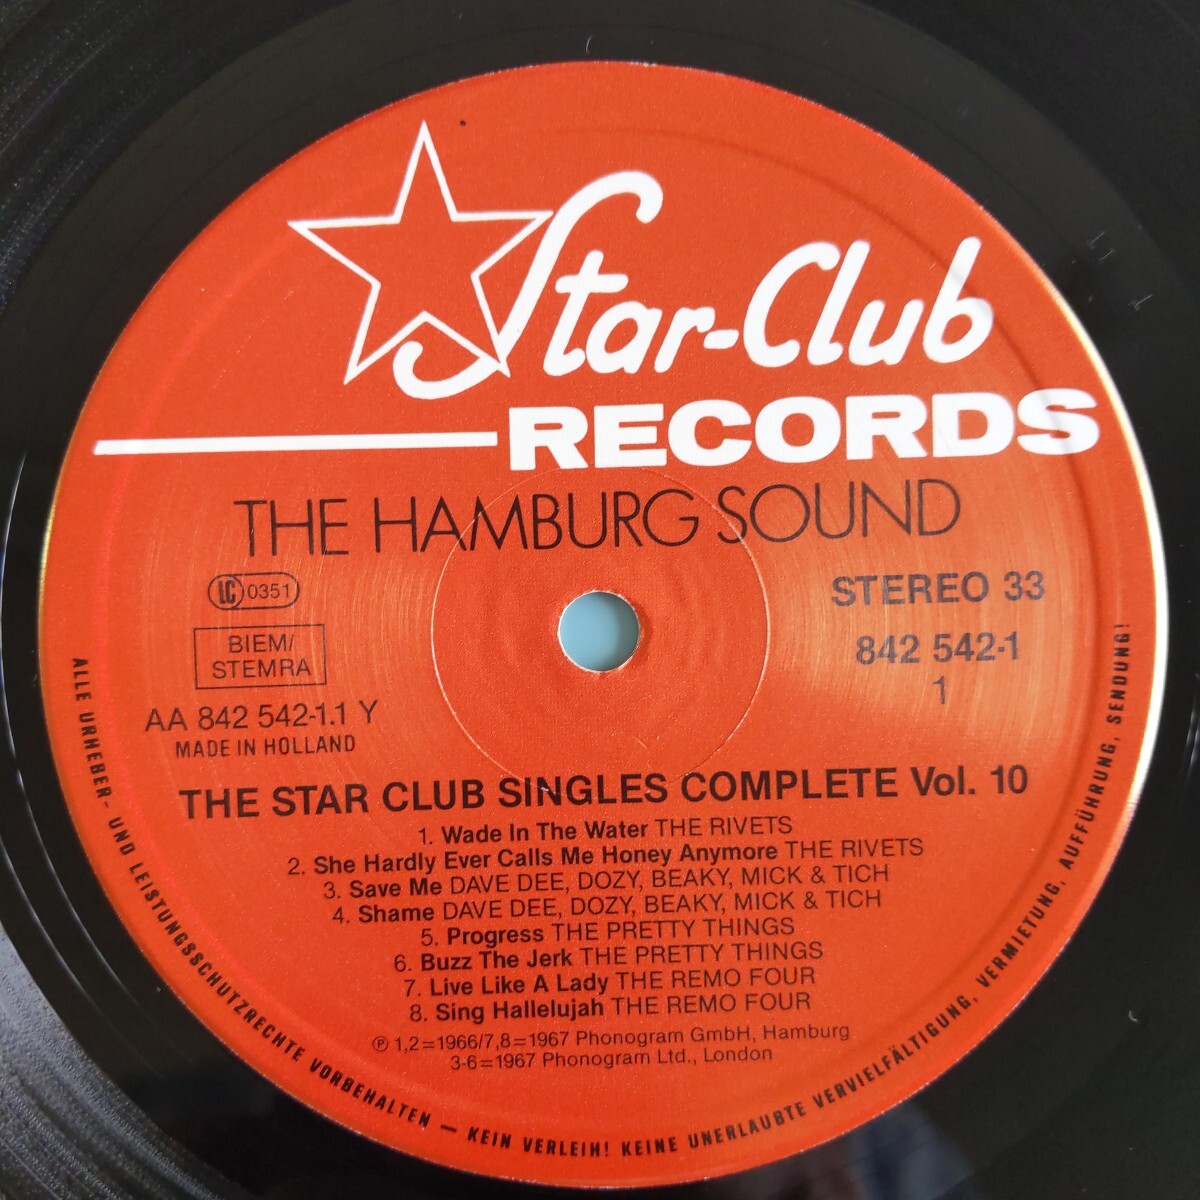 Star-Club
RECORDS
THE HAMBURG SOUND
LC 0351
STEREO 33
BIEM/
STEMRA
842 542-1
1
AA 842 542-1.1 Y
MADE IN HOLLAND
THE STAR CLUB SINGLES COMPLETE Vol. 10
1. Wade In The Water THE RIVETS
2. She Hardly Ever Calls Me Honey Anymore THE RIVETS
3. Save Me DAVE DEE, DOZY, BEAKY, MICK & TICH
4. Shame DAVE DEE, DOZY, BEAKY, MICK & TICH
5. Progress THE PRETTY THINGS
6. Buzz The Jerk THE PRETTY THINGS
7. Live Like A Lady THE REMO FOUR
8. Sing Hallelujah THE REMO FOUR
℗ 1,2=1966/7,8=1967 Phonogram GmbH, Hamburg
3-6=1967 Phonogram Ltd., London
ALLE URHEBER- UND LEISTUNGSSCHUTZRECHTE VORBEHALTEN — KEIN VERLEIH! KEINE UNERLAUBTE VERVIELFÄLTIGUNG, VERMIETUNG, AUFFÜHRUNG, SENDUNG!